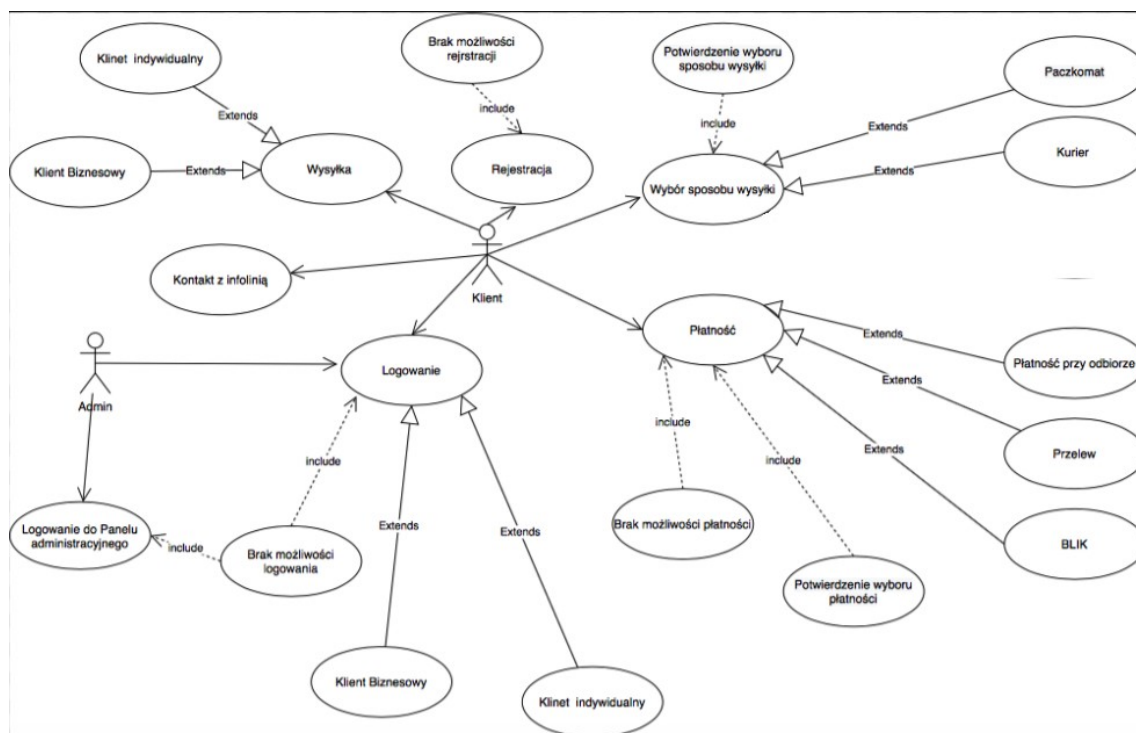 Klinet indywidualny
Brak możliwości
rejrstracji
Potwierdzenie wyboru
sposobu wysyłki
Paczkomat
Extends
include
include
Extends
Kurier
Klient Biznesowy
Extends
Wysyłka
Rejestracja
Wybór sposobu wysyłki
Extends
Kontakt z infolinią
Klient
Płatność
Extends
Płatność przy odbiorze
Admin
Logowanie
Extends
include
include
include
Extends
Przelew
Logowanie do Panelu
administracyjnego
include
Brak możliwości
logowania
Extends
Extends
Brak możliwości płatności
BLIK
Potwierdzenie wyboru
płatności
Klient Biznesowy
Klinet indywidualny